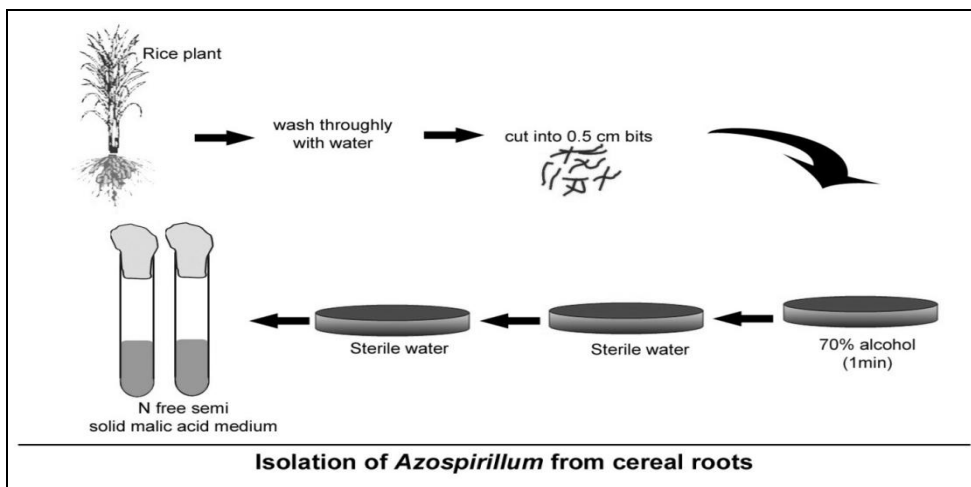 Rice plant
wash throughly
with water
cut into 0.5 cm bits
70% alcohol
(1min)
Sterile water
Sterile water
N free semi
solid malic acid medium
Isolation of Azospirillum from cereal roots